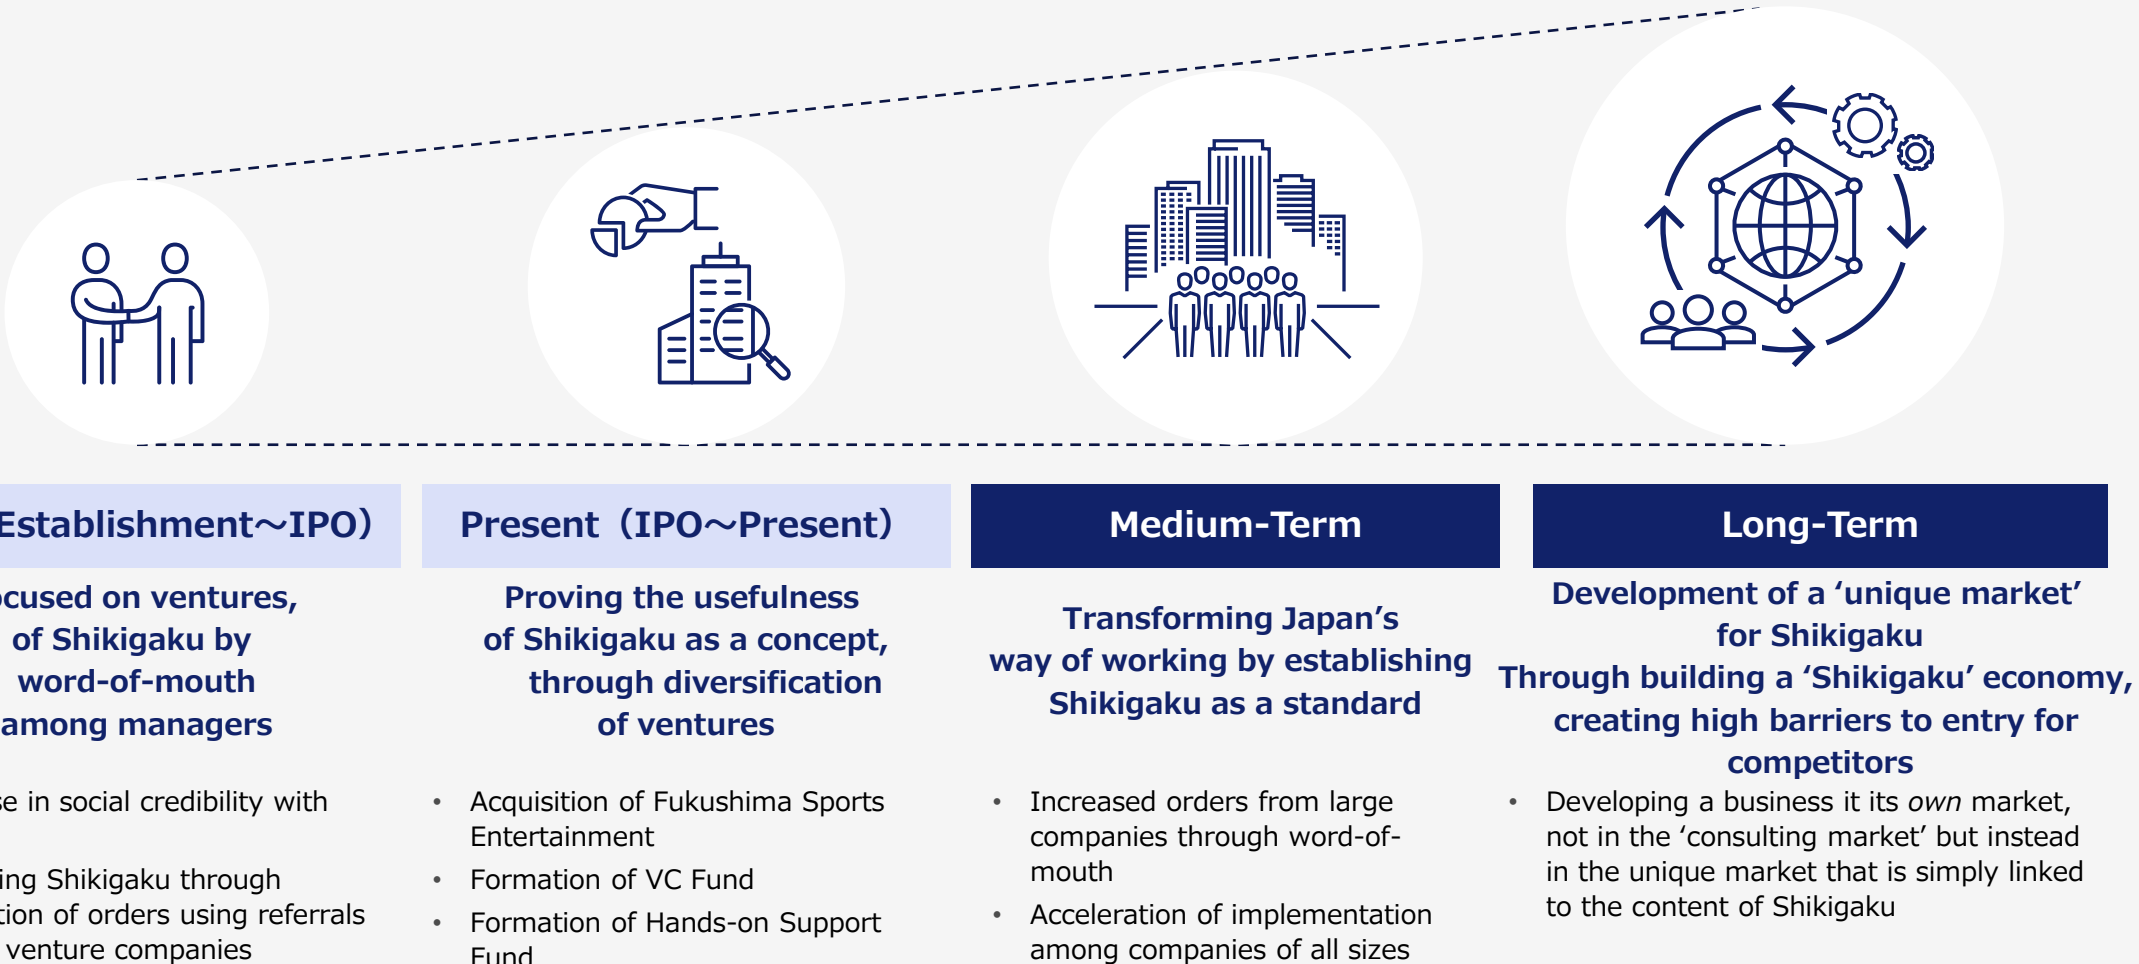 Establishment～IPO）
ocused on ventures,
of Shikigaku by
word-of-mouth
among managers
se in social credibility with
ing Shikigaku through
tion of orders using referrals
venture companies
Present（IPO～Present）
Proving the usefulness
of Shikigaku as a concept,
through diversification
of ventures
• Acquisition of Fukushima Sports
Entertainment
• Formation of VC Fund
• Formation of Hands-on Support
Fund
Medium-Term
Transforming Japan’s
way of working by establishing
Shikigaku as a standard
• Increased orders from large
companies through word-of-
mouth
• Acceleration of implementation
among companies of all sizes
Long-Term
Development of a ‘unique market’
for Shikigaku
Through building a ‘Shikigaku’ economy,
creating high barriers to entry for
competitors
• Developing a business it its own market,
not in the ‘consulting market’ but instead
in the unique market that is simply linked
to the content of Shikigaku